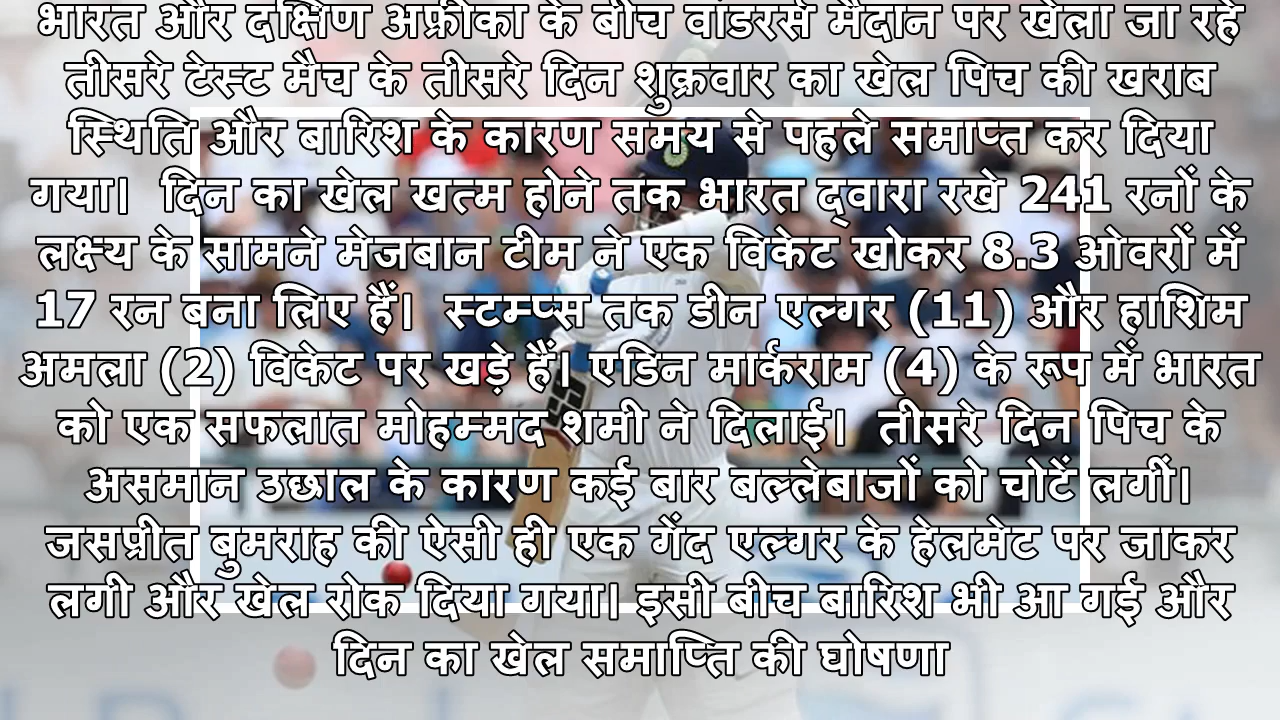 भारत और दक्षिण अफ्रीका के बीच वांडरर्स मैदान पर खेला जा रहे
तीसरे टेस्ट मैच के तीसरे दिन शुक्रवार का खेल पिच की खराब
स्थिति और बारिश के कारण समय से पहले समाप्त कर दिया
गया। दिन का खेल खत्म होने तक भारत द्वारा रखे 241 रनों के
लक्ष्य के सामने मेजबान टीम ने एक विकेट खोकर 8.3 ओवरों में
17 रन बना लिए हैं। स्टम्प्स तक डीन एल्गर (11) और हाशिम
अमला (2) विकेट पर खड़े हैं। एडिन मार्कराम (4) के रूप में भारत
को एक सफलात मोहम्मद शमी ने दिलाई। तीसरे दिन पिच के
असमान उछाल के कारण कई बार बल्लेबाजों को चोटें लगीं।
जसप्रीत बुमराह की ऐसी ही एक गेंद एल्गर के हेलमेट पर जाकर
लगी और खेल रोक दिया गया। इसी बीच बारिश भी आ गई और
दिन का खेल समाप्ति की घोषणा